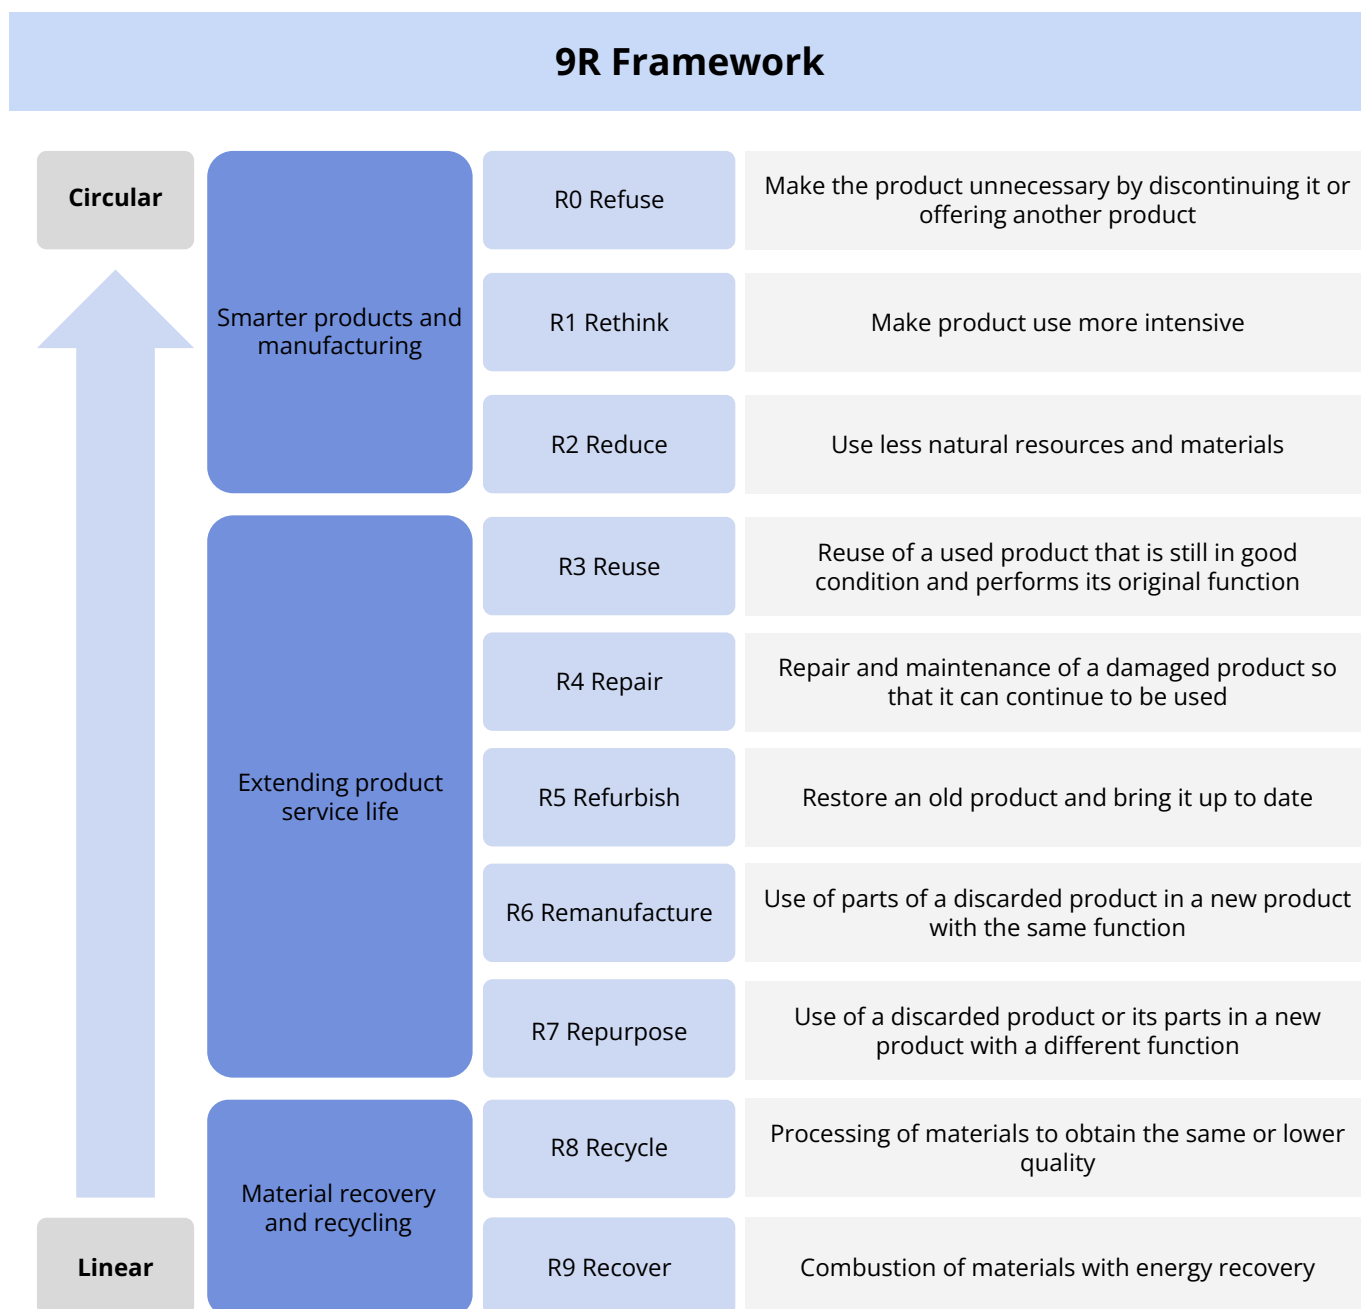 9R Framework
Circular
Smarter products and
manufacturing
R0 Refuse
Make the product unnecessary by discontinuing it or
offering another product
R1 Rethink
Make product use more intensive
R2 Reduce
Use less natural resources and materials
Extending product
service life
R3 Reuse
Reuse of a used product that is still in good
condition and performs its original function
R4 Repair
Repair and maintenance of a damaged product so
that it can continue to be used
R5 Refurbish
Restore an old product and bring it up to date
R6 Remanufacture
Use of parts of a discarded product in a new product
with the same function
R7 Repurpose
Use of a discarded product or its parts in a new
product with a different function
Material recovery
and recycling
R8 Recycle
Processing of materials to obtain the same or lower
quality
Linear
R9 Recover
Combustion of materials with energy recovery